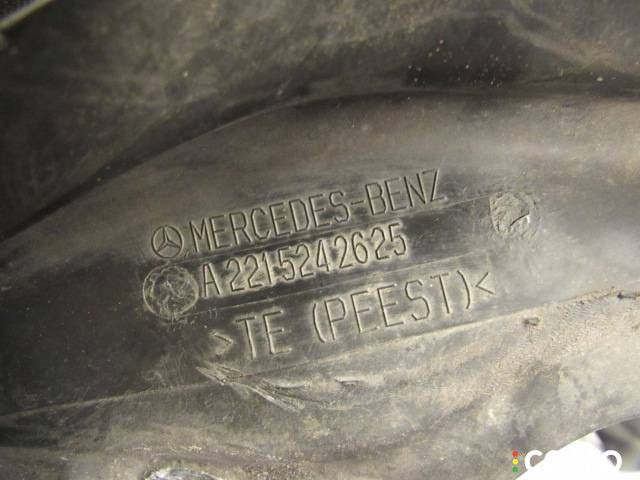 MERCEDES-BENZ
A2215242625
>TE (PEEST)<